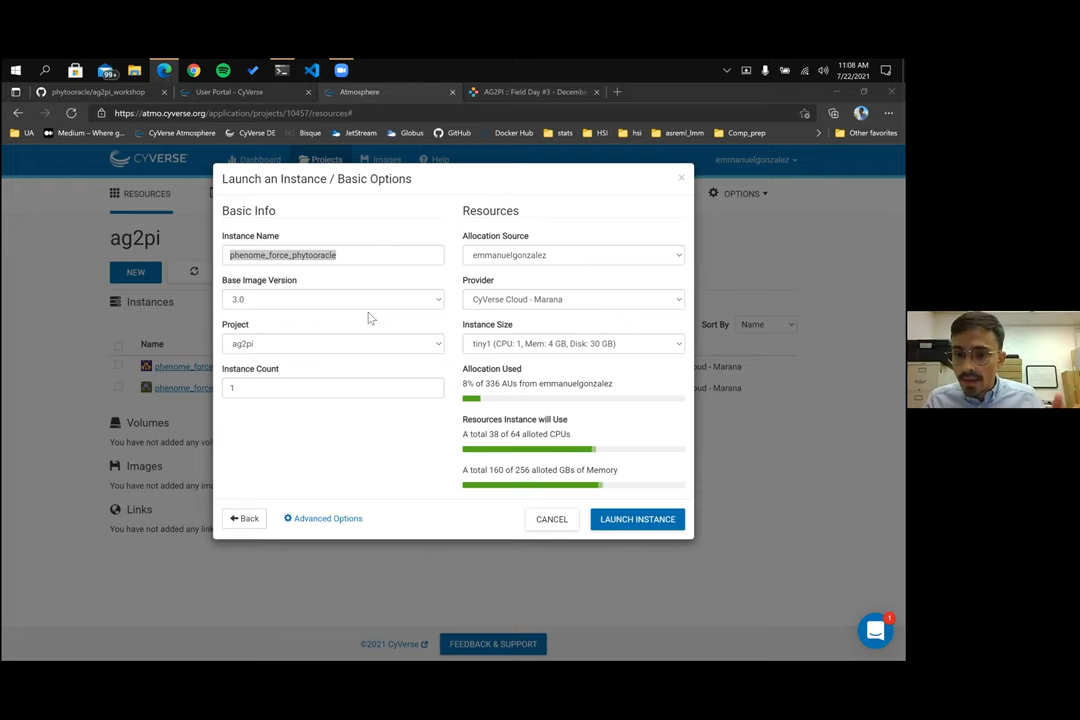 11:08 AM
7/22/2021
99+
phytooracle/ag2pi_workshop
User Portal - CyVerse
Atmosphere
AG2PI :: Field Day #3 - Decembe
https://atmo.cyverse.org/application/projects/10457/resources#
UA
Medium – Where g...
CyVerse Atmosphere
CyVerse DE
Bisque
JetStream
Globus
GitHub
Docker Hub
stats
HSI
hsi
asreml_lmm
Comp_prep
Other favorites
CYVERSE
Dashboard
Projects
Images
Help
emmanuelgonzalez
RESOURCES
OPTIONS
ag2pi
NEW
Instances
Sort By
Name
Name
phenome_force
oud - Marana
phenome_force
oud - Marana
Volumes
You have not added any vol
Images
You have not added any ima
Links
You have not added any link
Launch an Instance / Basic Options
×
Basic Info
Instance Name
phenome_force_phytooracle
Base Image Version
3.0
Project
ag2pi
Instance Count
1
Resources
Allocation Source
emmanuelgonzalez
Provider
CyVerse Cloud - Marana
Instance Size
tiny1 (CPU: 1, Mem: 4 GB, Disk: 30 GB)
Allocation Used
8% of 336 AUs from emmanuelgonzalez
Resources Instance will Use
A total 38 of 64 alloted CPUs
A total 160 of 256 alloted GBs of Memory
Back
Advanced Options
CANCEL
LAUNCH INSTANCE
©2021 CyVerse
FEEDBACK & SUPPORT
1